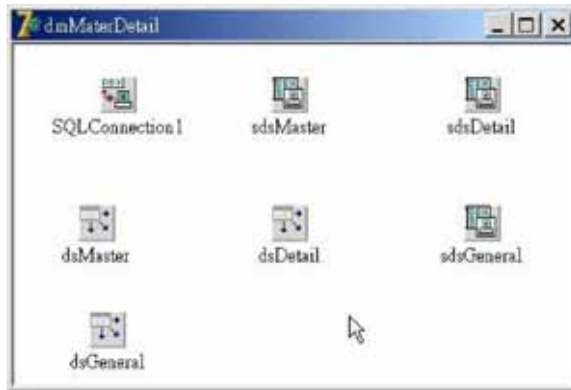 dmMaterDetail
SQLConnection1
sdsMaster
sdsDetail
dsMaster
dsDetail
sdsGeneral
dsGeneral